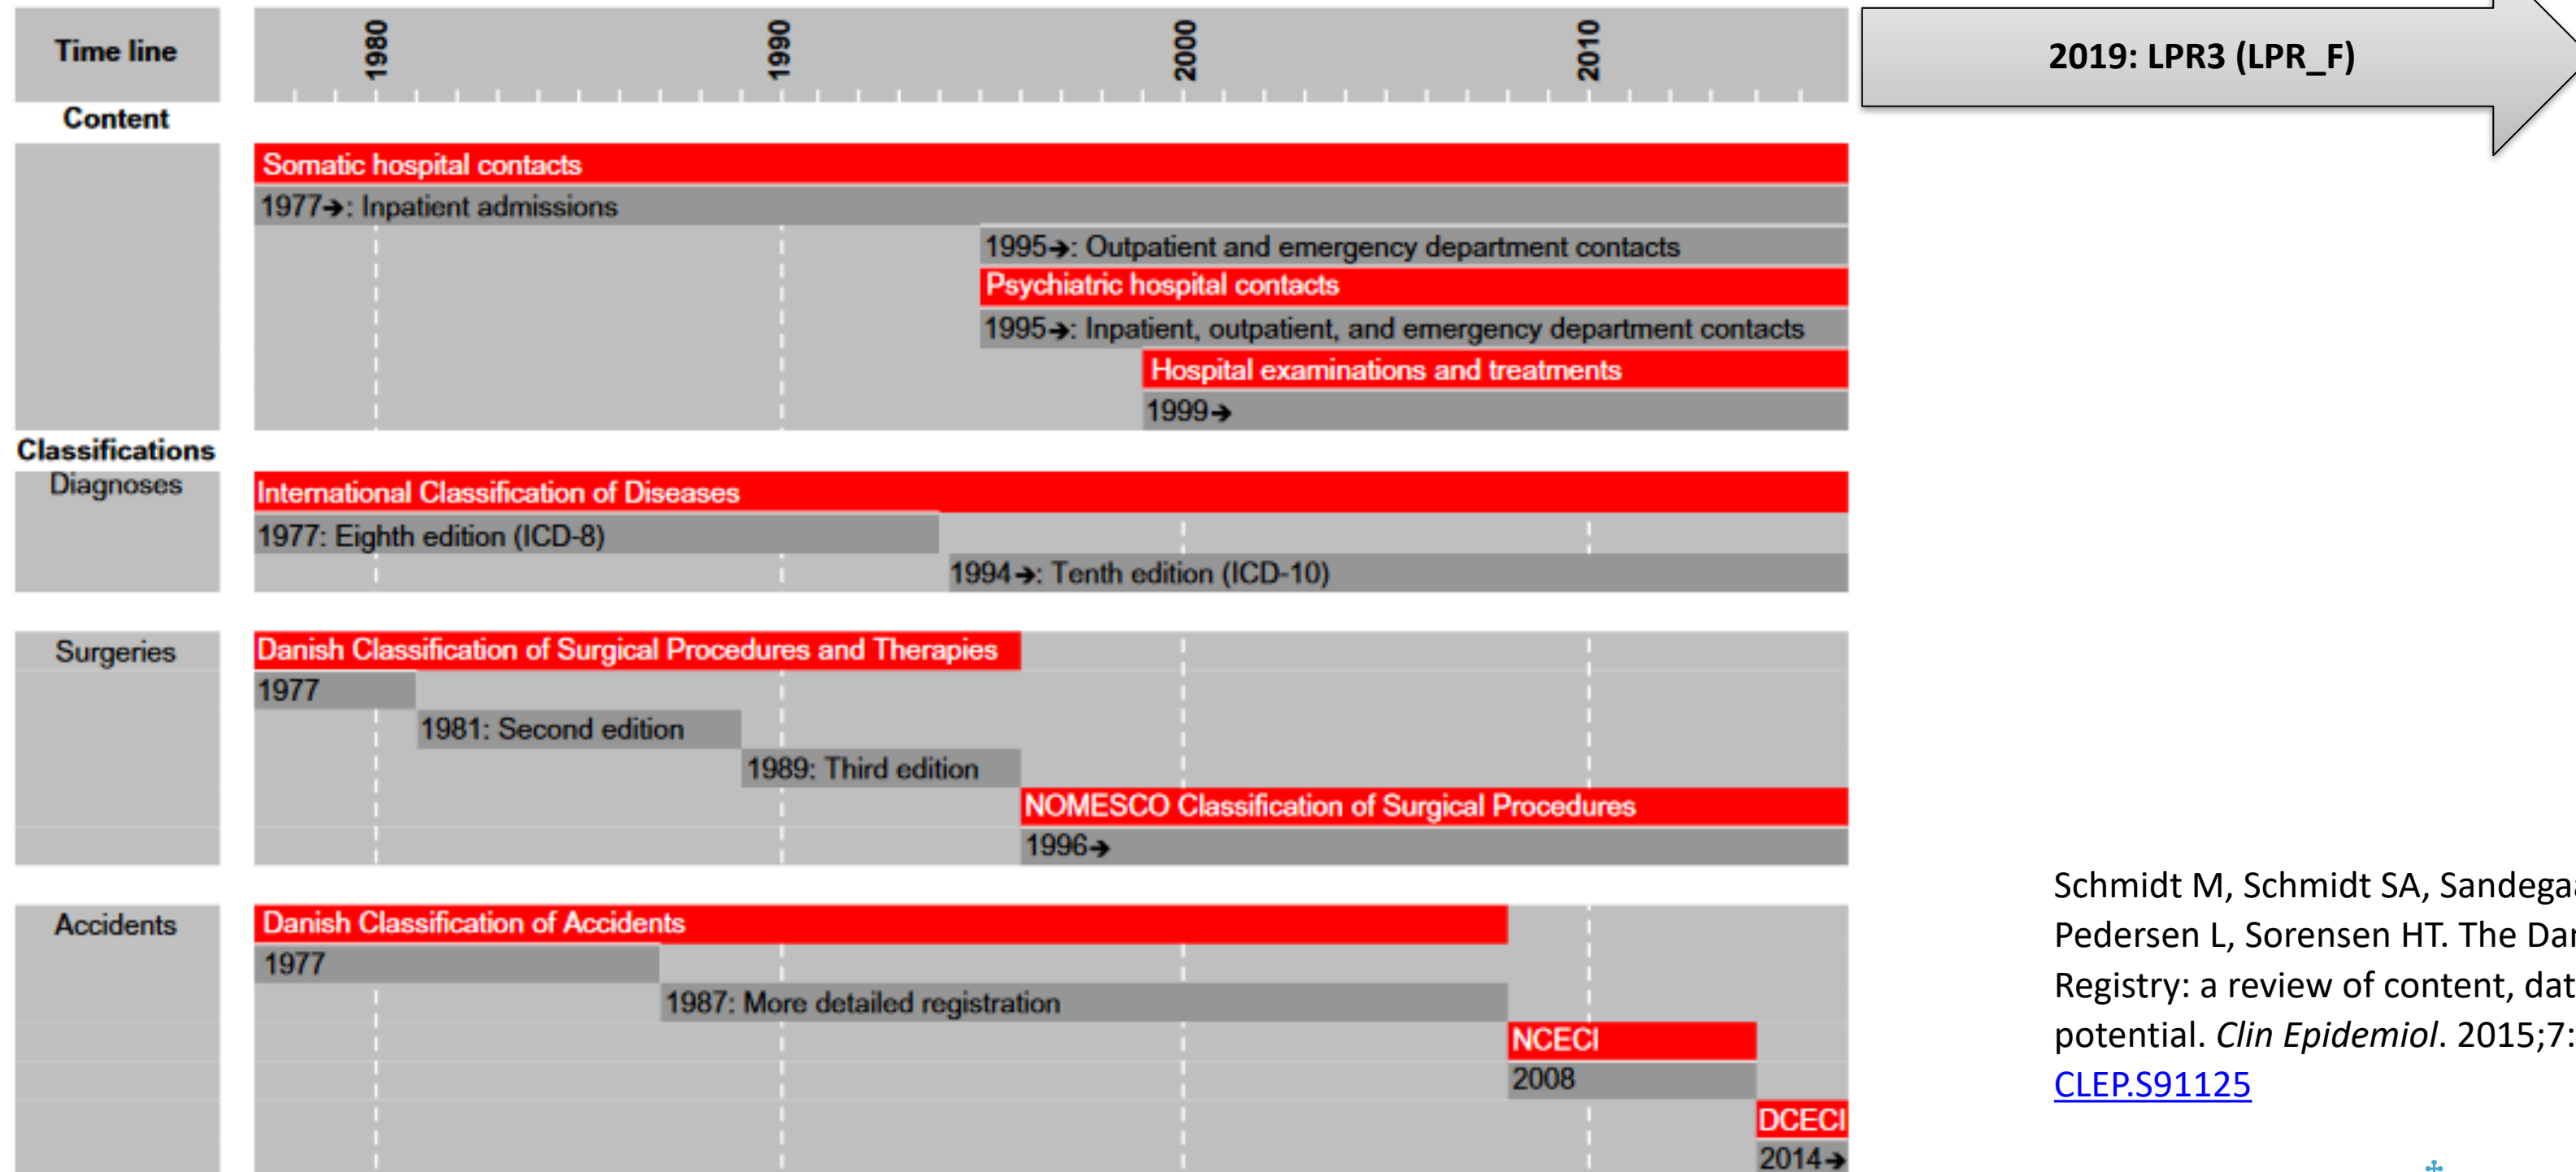 Time line
1980
1990
2000
2010
2019: LPR3 (LPR_F)
Content
Somatic hospital contacts
1977➔: Inpatient admissions
1995➔: Outpatient and emergency department contacts
Psychiatric hospital contacts
1995➔: Inpatient, outpatient, and emergency department contacts
Hospital examinations and treatments
1999➔
Classifications
Diagnoses
International Classification of Diseases
1977: Eighth edition (ICD-8)
1994➔: Tenth edition (ICD-10)
Surgeries
Danish Classification of Surgical Procedures and Therapies
1977
1981: Second edition
1989: Third edition
NOMESCO Classification of Surgical Procedures
1996➔
Accidents
Danish Classification of Accidents
1977
1987: More detailed registration
NCECI
2008
DCECI
2014➔
Schmidt M, Schmidt SA,
Pedersen L, Sorensen HT. The
Registry: a review of content,
potential. Clin Epidemiol. 2015;7:
CLEP.S91125